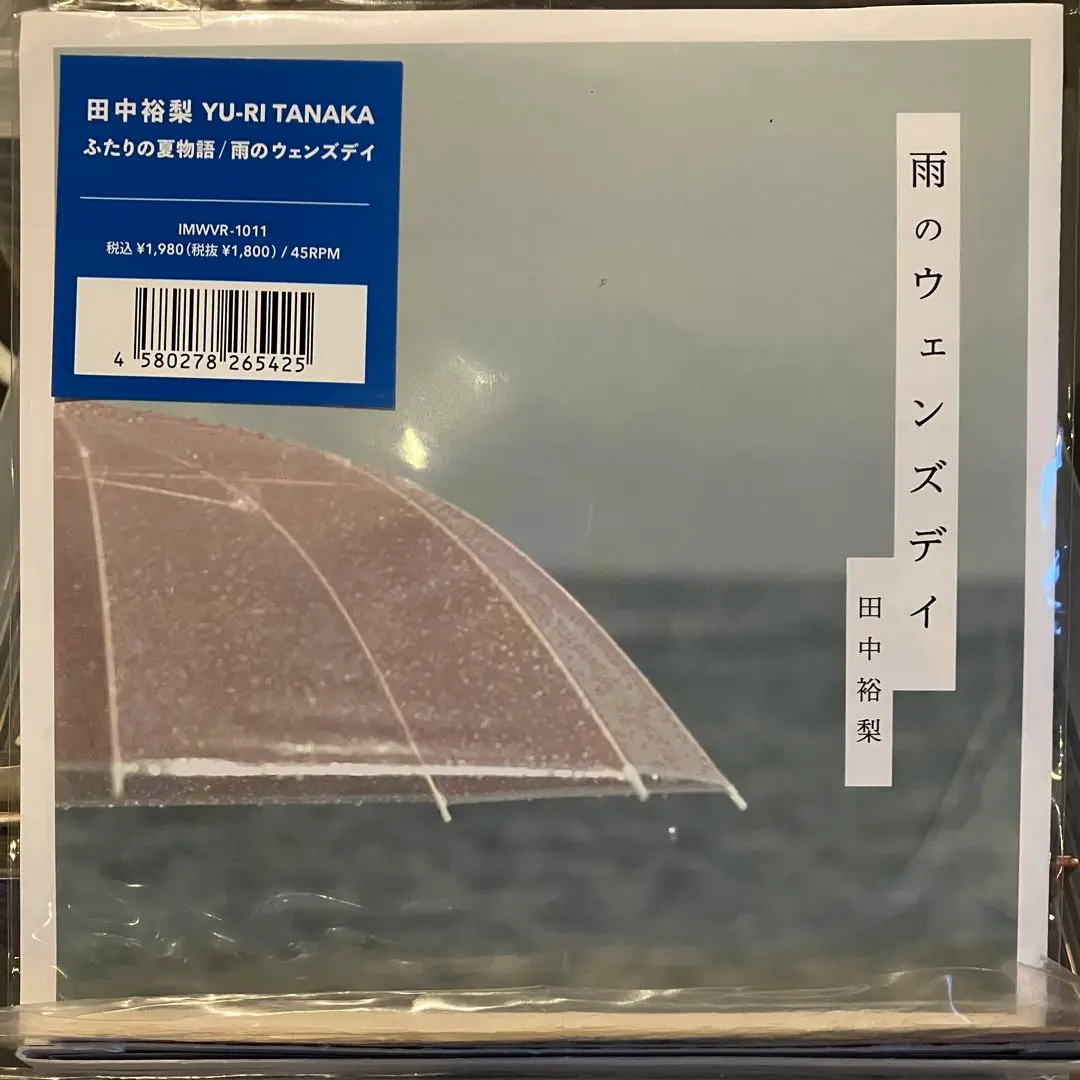 田中裕梨 YU-RI TANAKA
ふたりの夏物語 / 雨のウェンズデイ
IMWVR-1011
税込 ¥1,980(税抜 ¥1,800) / 45RPM
4 580278 265425
雨のウェンズデイ
田中裕梨